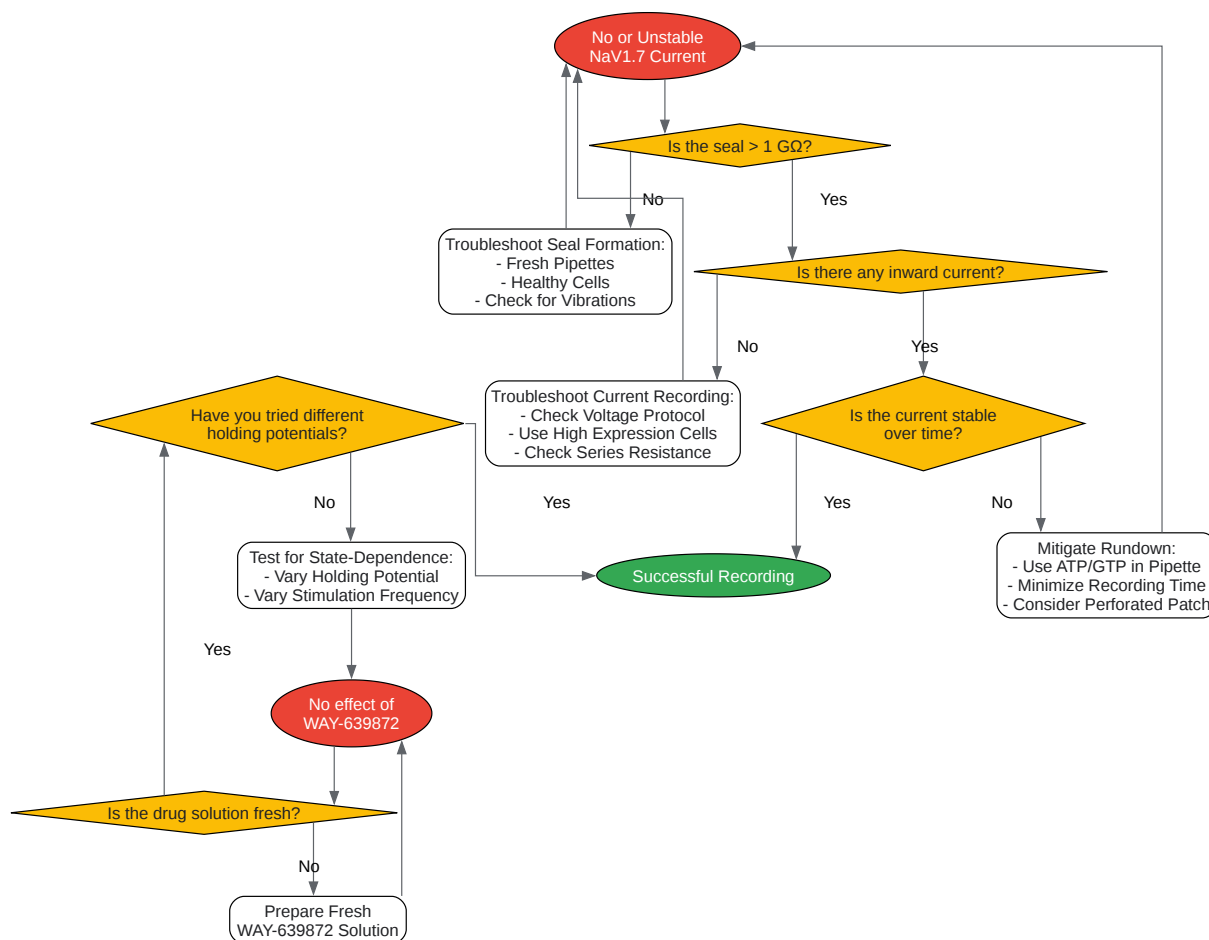 No or Unstable
NaV1.7 Current
Is the seal > 1 GΩ?
No
Yes
Troubleshoot Seal Formation:
- Fresh Pipettes
- Healthy Cells
- Check for Vibrations
Is there any inward current?
No
Yes
Troubleshoot Current Recording:
- Check Voltage Protocol
- Use High Expression Cells
- Check Series Resistance
Is the current stable
over time?
Have you tried different
holding potentials?
No
Yes
Yes
No
Test for State-Dependence:
- Vary Holding Potential
- Vary Stimulation Frequency
Successful Recording
Mitigate Rundown:
- Use ATP/GTP in Pipette
- Minimize Recording Time
- Consider Perforated Patch
Yes
No effect of
WAY-639872
Is the drug solution fresh?
No
Prepare Fresh
WAY-639872 Solution